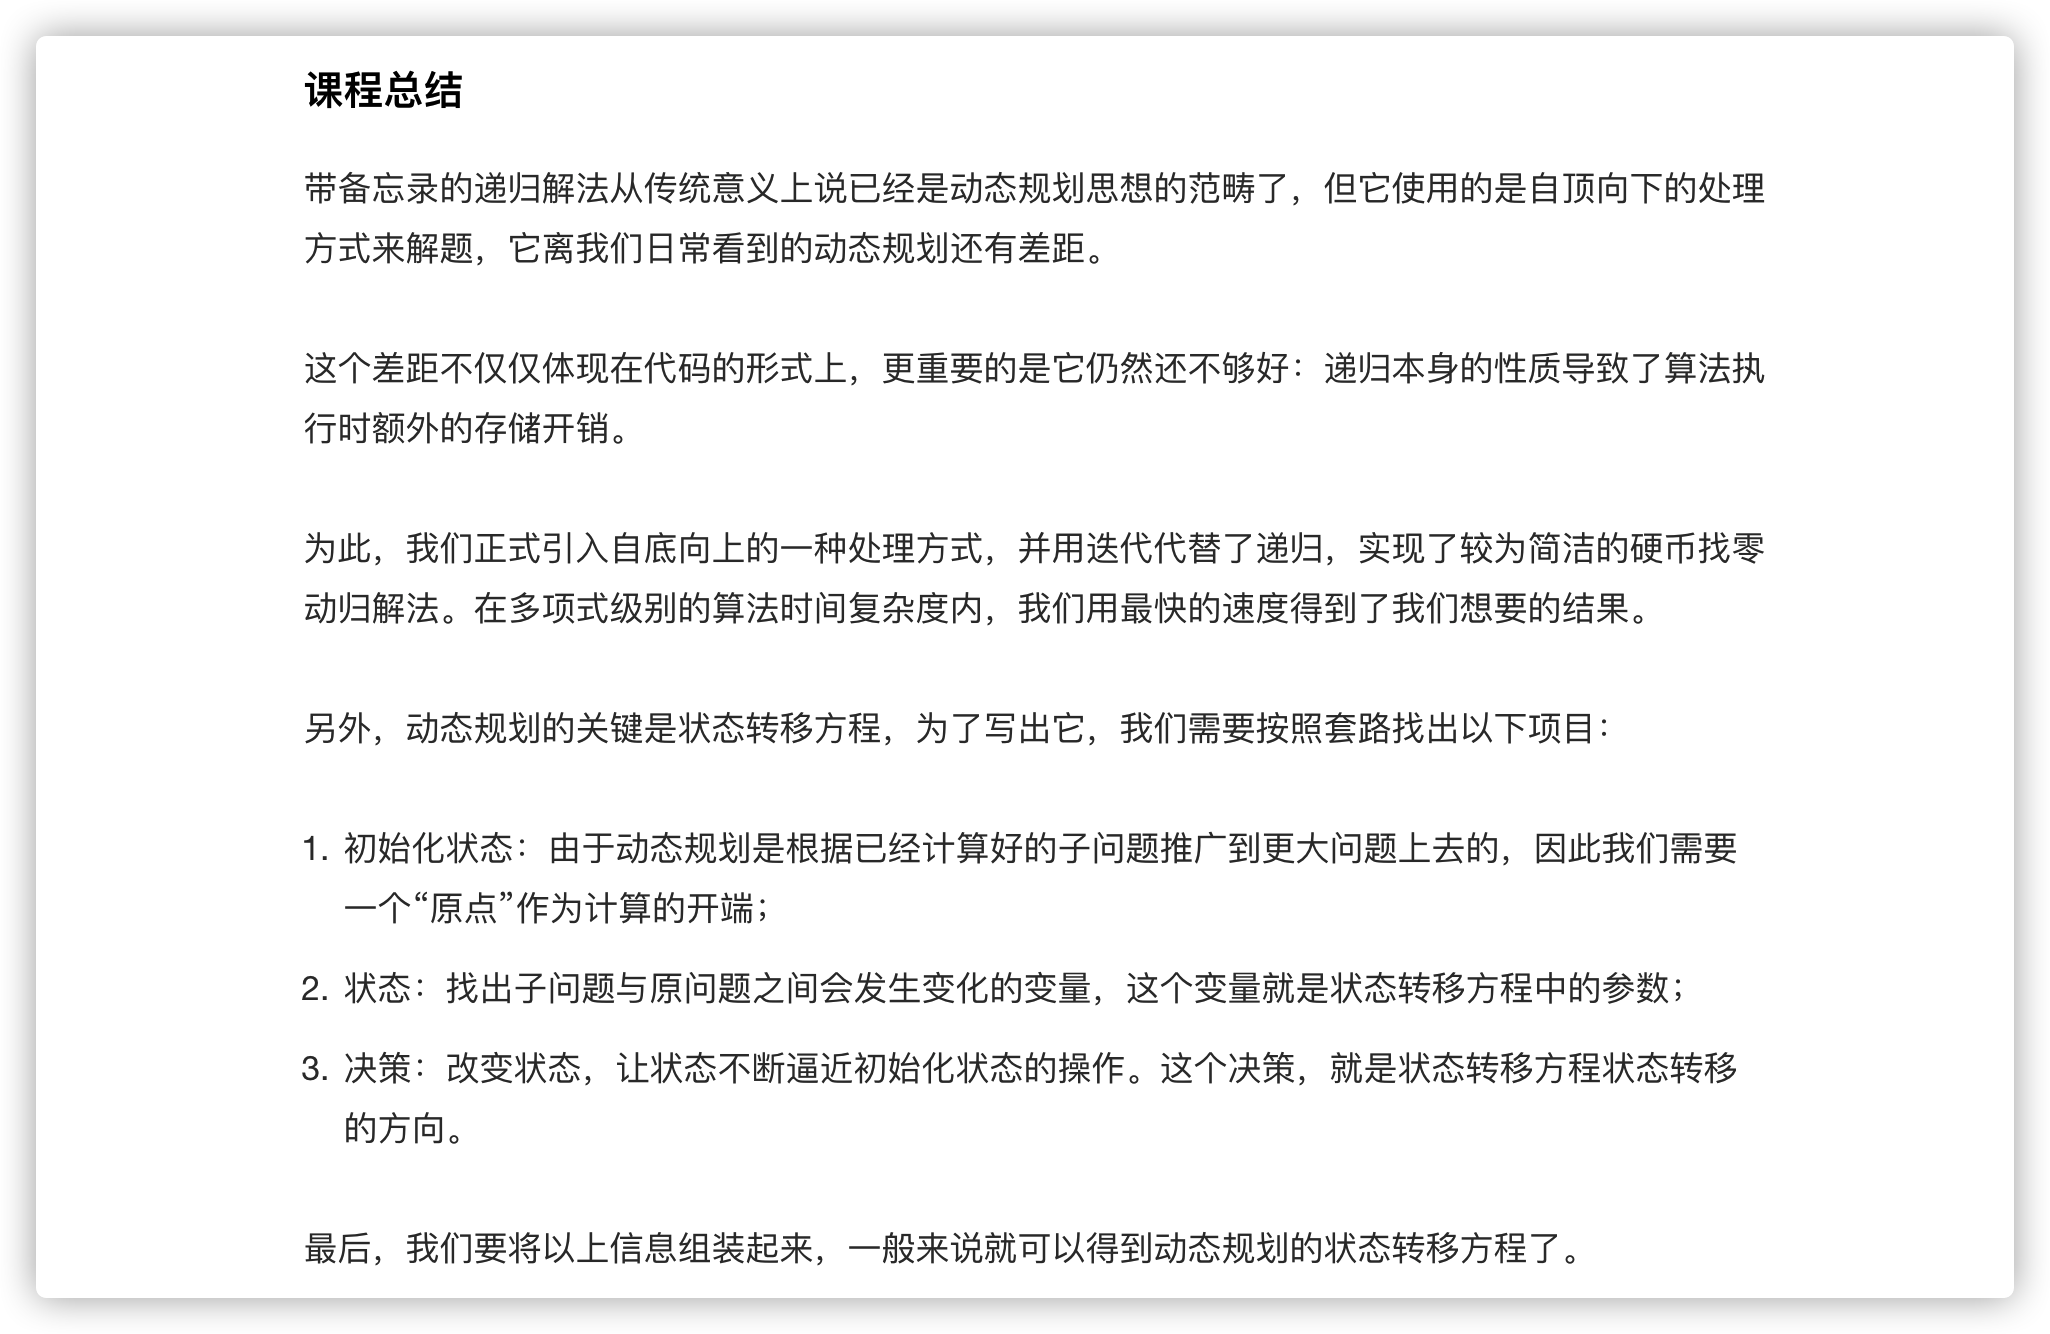 课程总结
带备忘录的递归解法从传统意义上说已经是动态规划思想的范畴了，但它使用的是自顶向下的处理
方式来解题，它离我们日常看到的动态规划还有差距。
这个差距不仅仅体现在代码的形式上，更重要的是它仍然还不够好：递归本身的性质导致了算法执
行时额外的存储开销。
为此，我们正式引入自底向上的一种处理方式，并用迭代代替了递归，实现了较为简洁的硬币找零
动归解法。在多项式级别的算法时间复杂度内，我们用最快的速度得到了我们想要的结果。
另外，动态规划的关键是状态转移方程，为了写出它，我们需要按照套路找出以下项目：
1. 初始化状态：由于动态规划是根据已经计算好的子问题推广到更大问题上去的，因此我们需要
一个“原点”作为计算的开端；
2. 状态：找出子问题与原问题之间会发生变化的变量，这个变量就是状态转移方程中的参数；
3. 决策：改变状态，让状态不断逼近初始化状态的操作。这个决策，就是状态转移方程状态转移
的方向。
最后，我们要将以上信息组装起来，一般来说就可以得到动态规划的状态转移方程了。